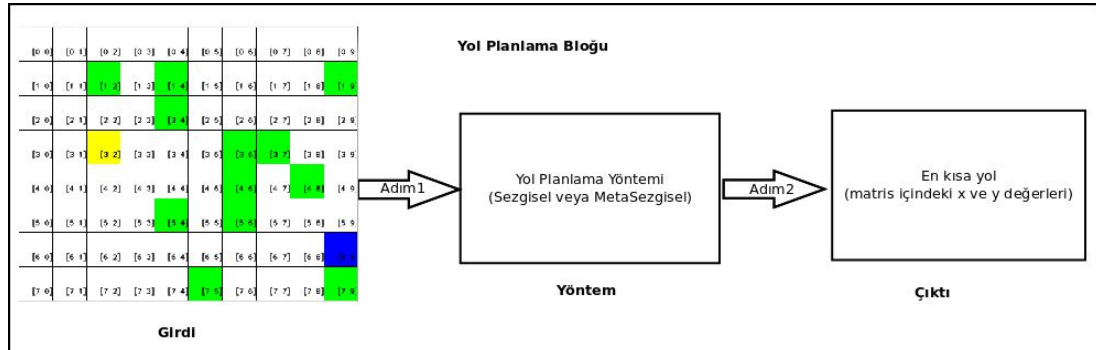 Yol Planlama Bloğu
[0 0] [0 1] [0 2] [0 3] [0 4] [0 5] [0 6] [0 7] [0 8] [0 9]
[1 0] [1 1] [1 2] [1 3] [1 4] [1 5] [1 6] [1 7] [1 8] [1 9]
[2 0] [2 1] [2 2] [2 3] [2 4] [2 5] [2 6] [2 7] [2 8] [2 9]
[3 0] [3 1] [3 2] [3 3] [3 4] [3 5] [3 6] [3 7] [3 8] [3 9]
[4 0] [4 1] [4 2] [4 3] [4 4] [4 5] [4 6] [4 7] [4 8] [4 9]
[5 0] [5 1] [5 2] [5 3] [5 4] [5 5] [5 6] [5 7] [5 8] [5 9]
[6 0] [6 1] [6 2] [6 3] [6 4] [6 5] [6 6] [6 7] [6 8]
[7 0] [7 1] [7 2] [7 3] [7 4] [7 5] [7 6] [7 7] [7 8] [7 9]
Girdi
Adım1
Yol Planlama Yöntemi
(Sezgisel veya MetaSezgisel)
Yöntem
Adım2
En kısa yol
(matris içindeki x ve y değerleri)
Çıktı